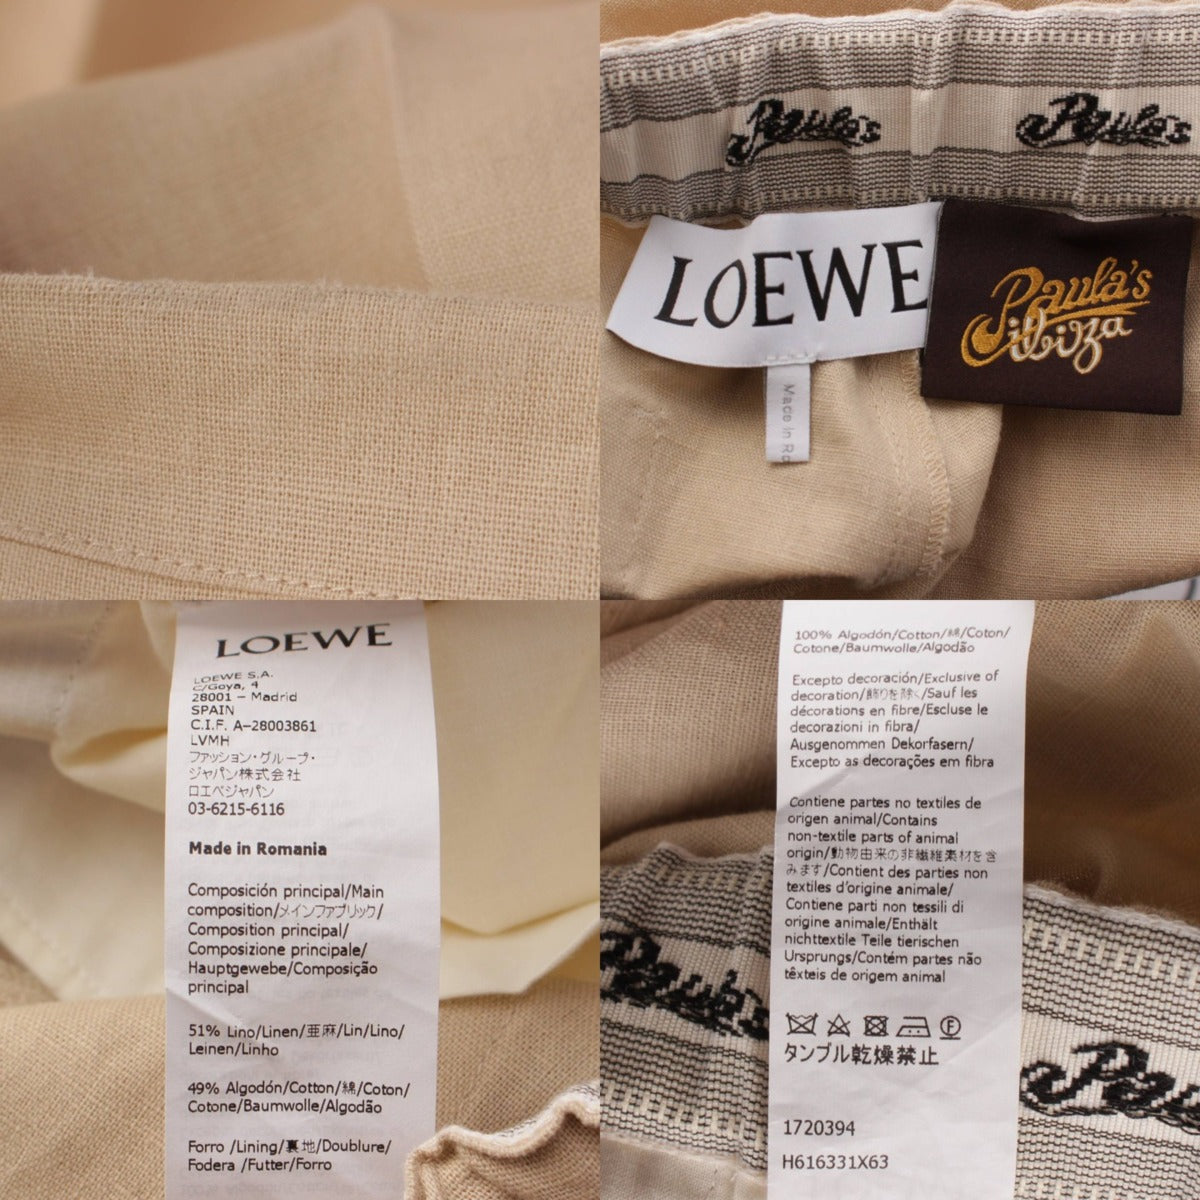 Paula's
Paula's
LOEWE
Paula's
ibiza
Made in Ro
LOEWE
LOEWE S.A.
C/Goya, 4
28001 – Madrid
SPAIN
C.I.F. A–28003861
LVMH
ファッション・グループ・
ジャパン株式会社
ロエベジャパン
03-6215-6116
Made in Romania
Composición principal/Main
composition/メインファブリック/
Composition principal/
Composizione principale/
Hauptgewebe/Composição
principal
51% Lino/Linen/亜麻/Lin/Lino/
Leinen/Linho
49% Algodón/Cotton/綿/Coton/
Cotone/Baumwolle/Algodão
Forro /Lining/裏地/Doublure/
Fodera /Futter/Forro
100% Algodón/Cotton/綿/Coton/
Cotone/Baumwolle/Algodão
Excepto decoración/Exclusive of
decoration/飾りを除く/Sauf les
décorations en fibre/Escluse le
decorazioni in fibra/
Ausgenommen Dekorfasern/
Excepto as decorações em fibra
Contiene partes no textiles de
origen animal/Contains
non-textile parts of animal
origin/動物由来の非繊維素材を含
みます/Contient des parties non
textiles d'origine animale/
Contiene parti non tessili di
origine animale/Enthält
nichttextile Teile tierischen
Ursprungs/Contém partes não
têxteis de origem animal
タンブル乾燥禁止
1720394
H616331X63
Paula's
Pau